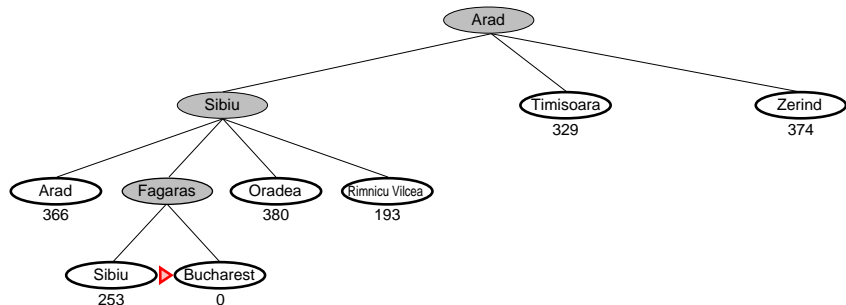 Arad
Sibiu
Timisoara
Zerind
329
374
Arad
Fagaras
Oradea
Rimnicu Vilcea
366
380
193
Sibiu
Bucharest
253
0